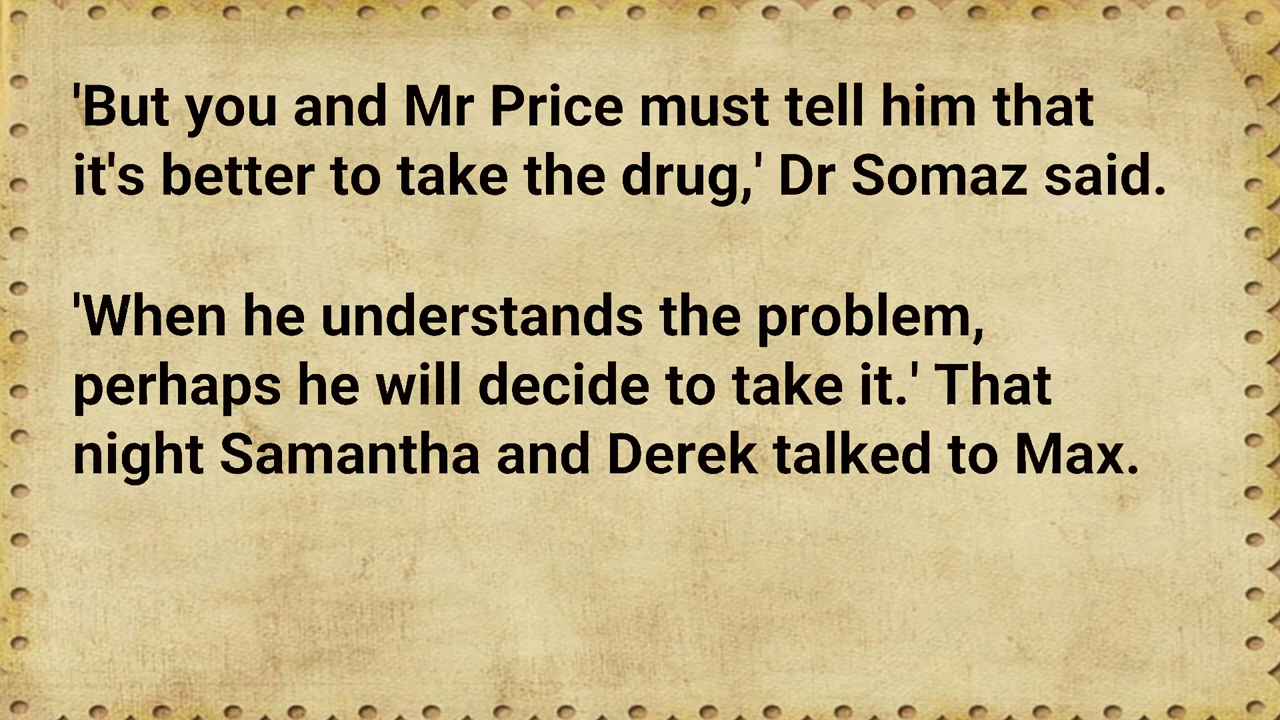 'But you and Mr Price must tell him that
it's better to take the drug,' Dr Somaz said.
'When he understands the problem,
perhaps he will decide to take it.' That
night Samantha and Derek talked to Max.